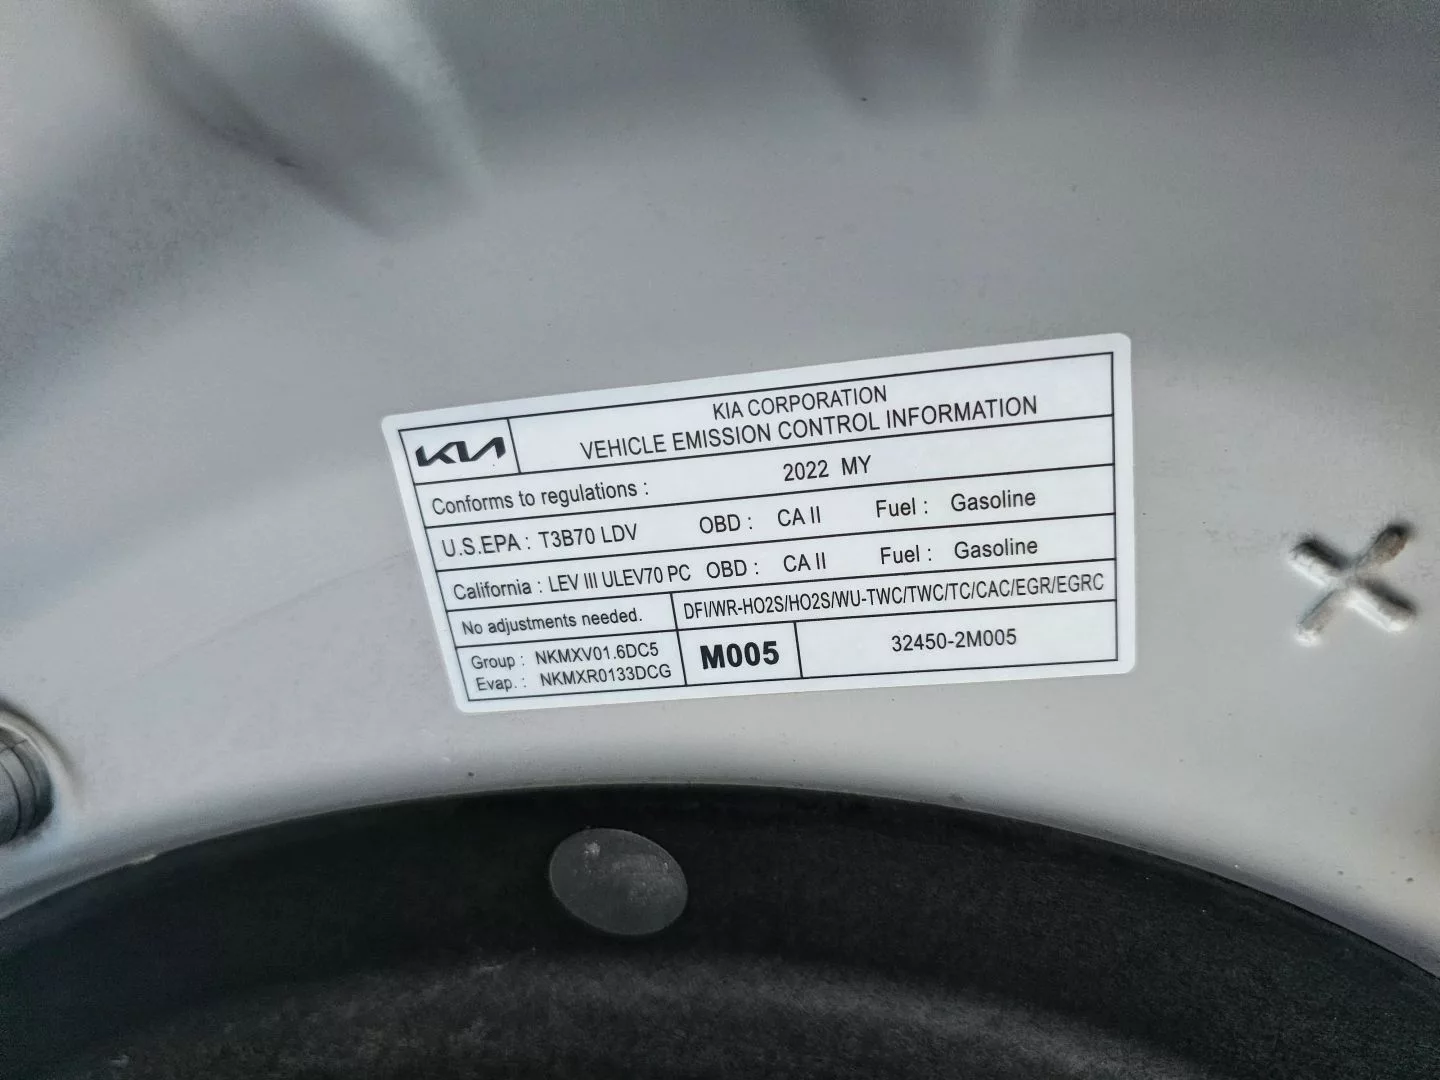 KIA
KIA CORPORATION
VEHICLE EMISSION CONTROL INFORMATION
Conforms to regulations : 2022 MY
U.S.EPA : T3B70 LDV OBD : CA II Fuel : Gasoline
California : LEV III ULEV70 PC OBD : CA II Fuel : Gasoline
No adjustments needed. DFI/WR-HO2S/HO2S/WU-TWC/TWC/TC/CAC/EGR/EGRC
Group : NKMXV01.6DC5
Evap. : NKMXR0133DCG
M005
32450-2M005